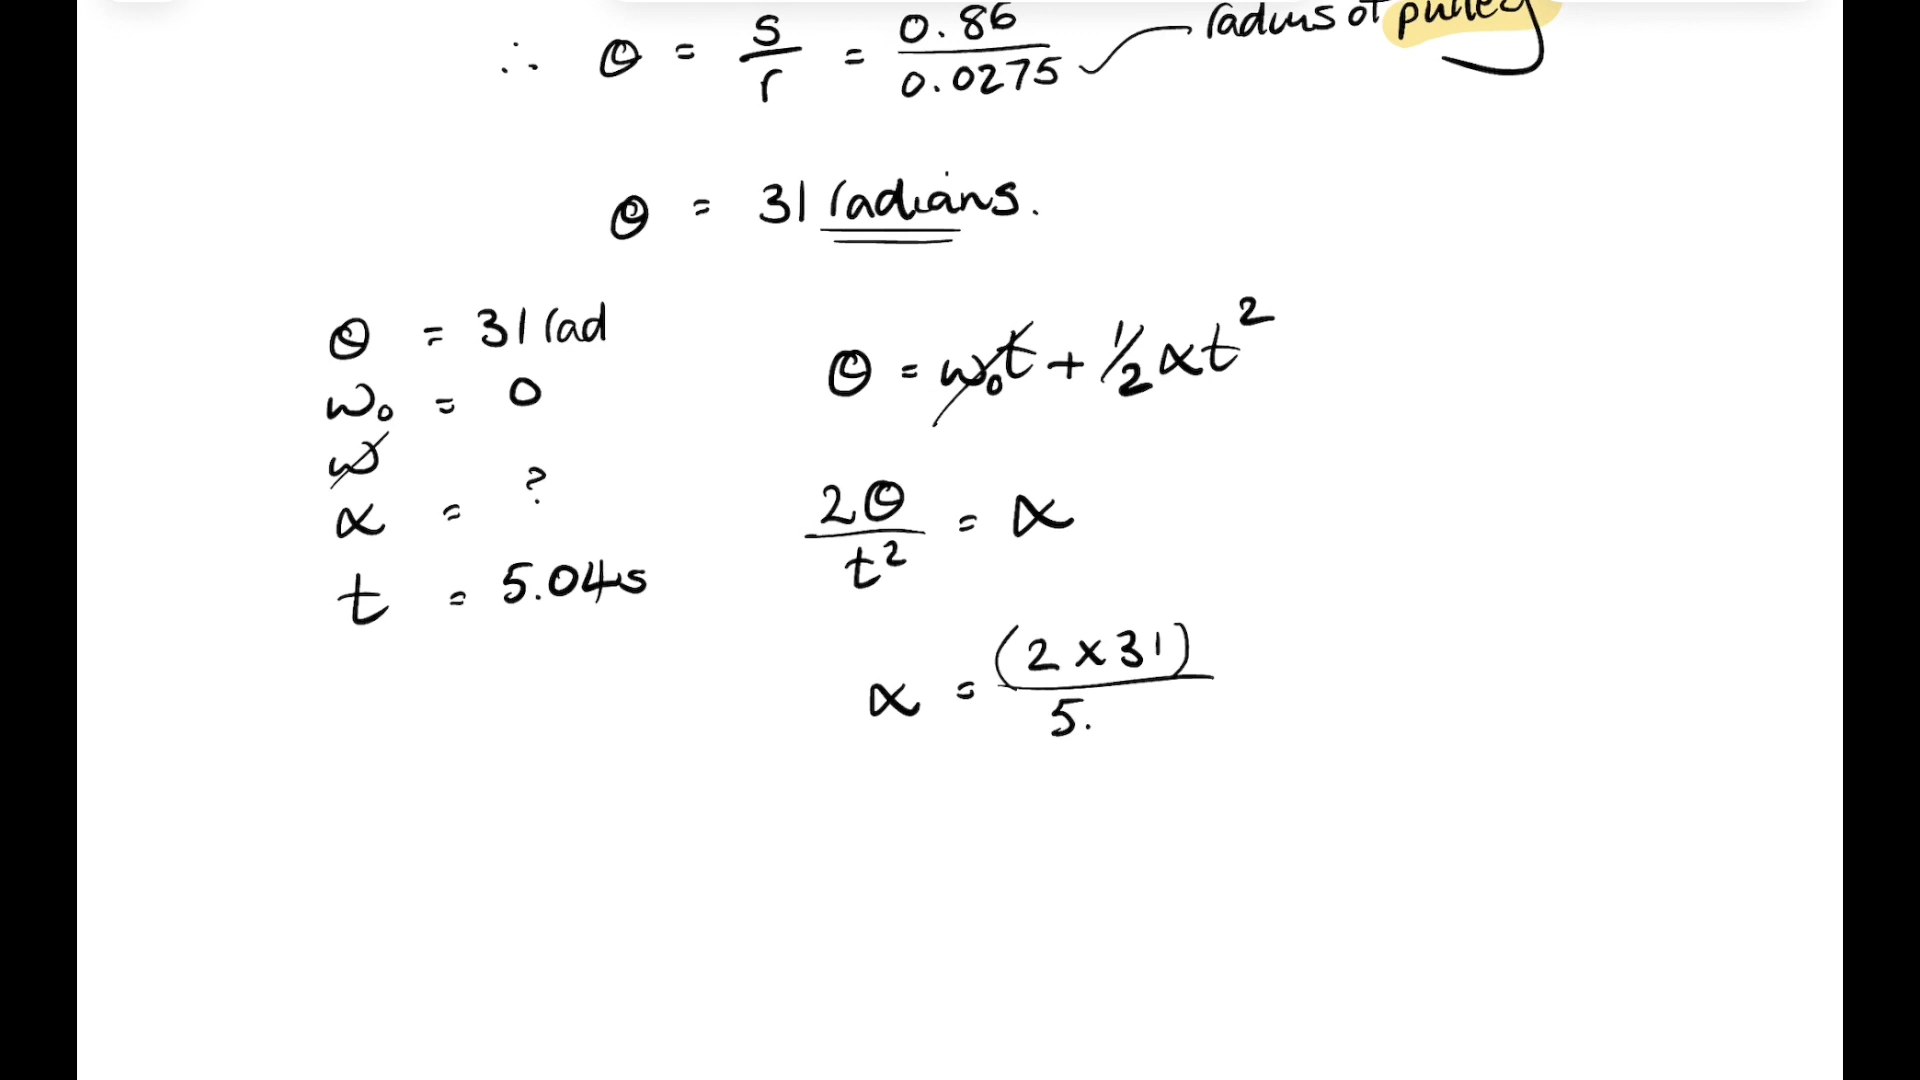 ∴ θ = s/r = 0.86/0.0275 radius of pulley
θ = 31 radians.
θ = 31 rad
ω₀ = 0
ω
α = ?
t = 5.04s
θ = ω₀t + ½αt²
2θ/t² = α
α = (2 × 31)/5.